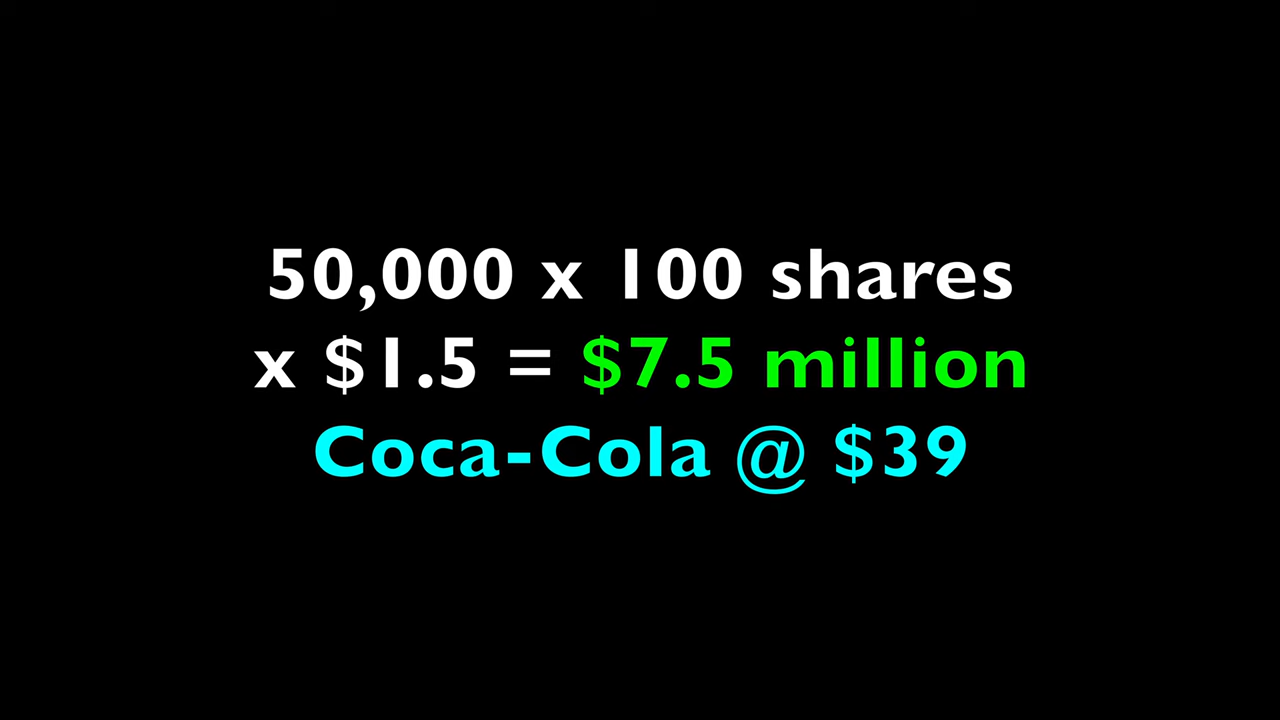 50,000 x 100 shares
x $1.5 = $7.5 million
Coca-Cola @ $39